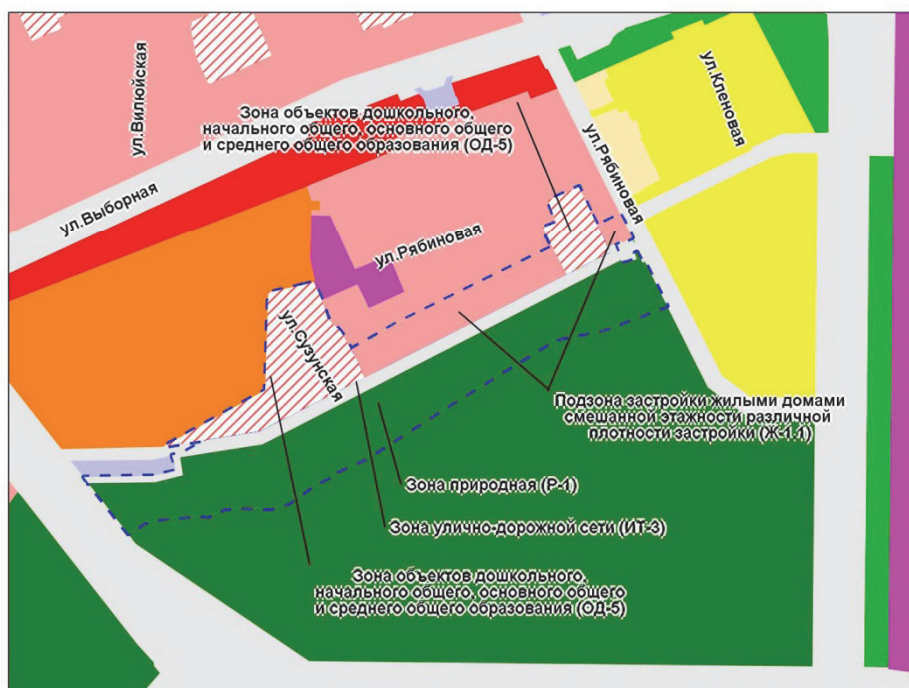 ул.Вилюйская
ул.Кленовая
Зона объектов дошкольного,
начального общего, основного общего
и среднего общего образования (ОД-5)
ул.Рябиновая
ул.Выборная
ул.Рябиновая
ул.Сузунская
Подзона застройки жилыми домами
смешанной этажности различной
плотности застройки (Ж-1.1)
Зона природная (Р-1)
Зона улично-дорожной сети (ИТ-3)
Зона объектов дошкольного,
начального общего, основного общего
и среднего общего образования (ОД-5)